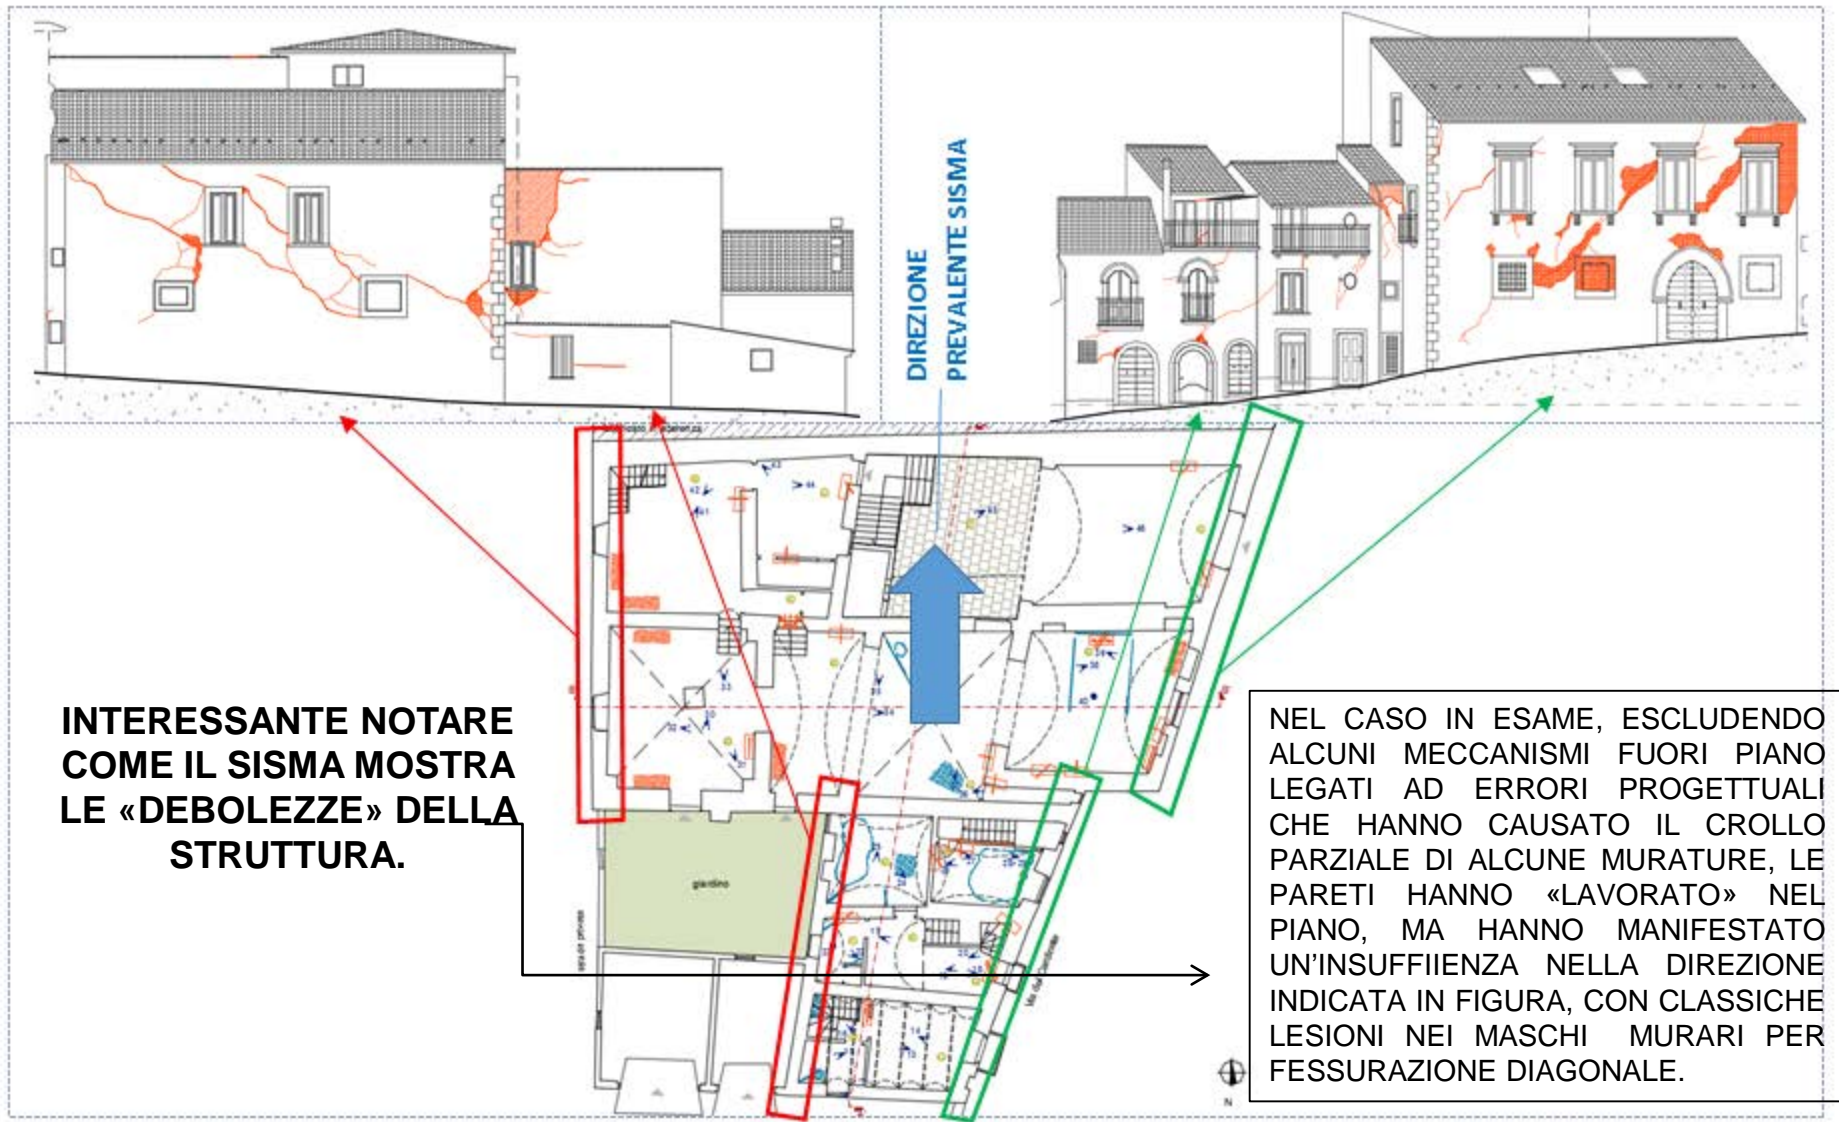 DIREZIONE
PREVALENTE SISMA
INTERESSANTE NOTARE
COME IL SISMA MOSTRA
LE «DEBOLEZZE» DELLA
STRUTTURA.
giardino
NEL CASO IN ESAME, ESCLUDENDO
ALCUNI MECCANISMI FUORI PIANO
LEGATI AD ERRORI PROGETTUALI
CHE HANNO CAUSATO IL CROLLO
PARZIALE DI ALCUNE MURATURE, LE
PARETI HANNO «LAVORATO» NEL
PIANO, MA HANNO MANIFESTATO
UN'INSUFFIIENZA NELLA DIREZIONE
INDICATA IN FIGURA, CON CLASSICHE
LESIONI NEI MASCHI MURARI PER
FESSURAZIONE DIAGONALE.
N